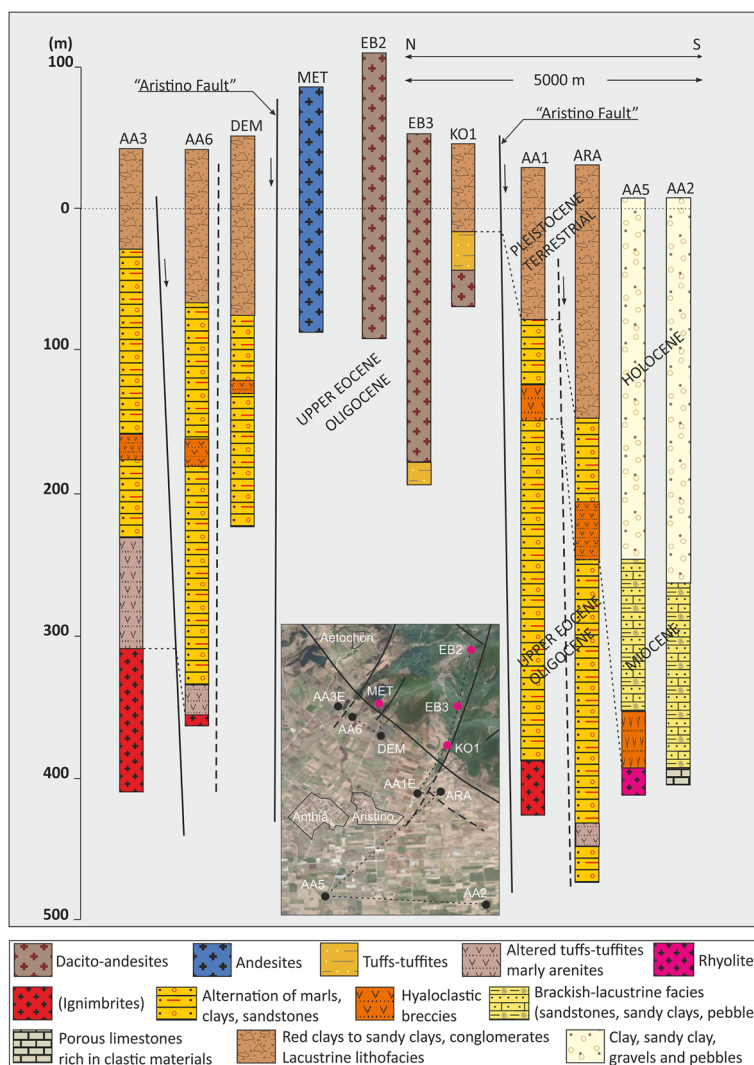 (m)
100
0
100
200
300
400
500
"Aristino Fault"
AA3
AA6
DEM
MET
EB2
N
S
5000 m
EB3
KO1
"Aristino Fault"
AA1
ARA
AA5
AA2
PLEISTOCENE
TERRESTRIAL
HOLOCENE
UPPER EOCENE
OLIGOCENE
UPPER EOCENE
OLIGOCENE
MIOCENE
Aetochori
EB2
AA3E
MET
EB3
AA6
DEM
KO1
AA1E
ARA
Anthia
Aristino
AA5
AA2
Dacito-andesites
Andesites
Tuffs-tuffites
Altered tuffs-tuffites
marly arenites
Rhyolite
(Ignimbrites)
Alternation of marls,
clays, sandstones
Hyaloclastic
breccies
Brackish-lacustrine facies
(sandstones, sandy clays, pebble
Porous limestones
rich in clastic materials
Red clays to sandy clays, conglomerates
Lacustrine lithofacies
Clay, sandy clay,
gravels and pebbles